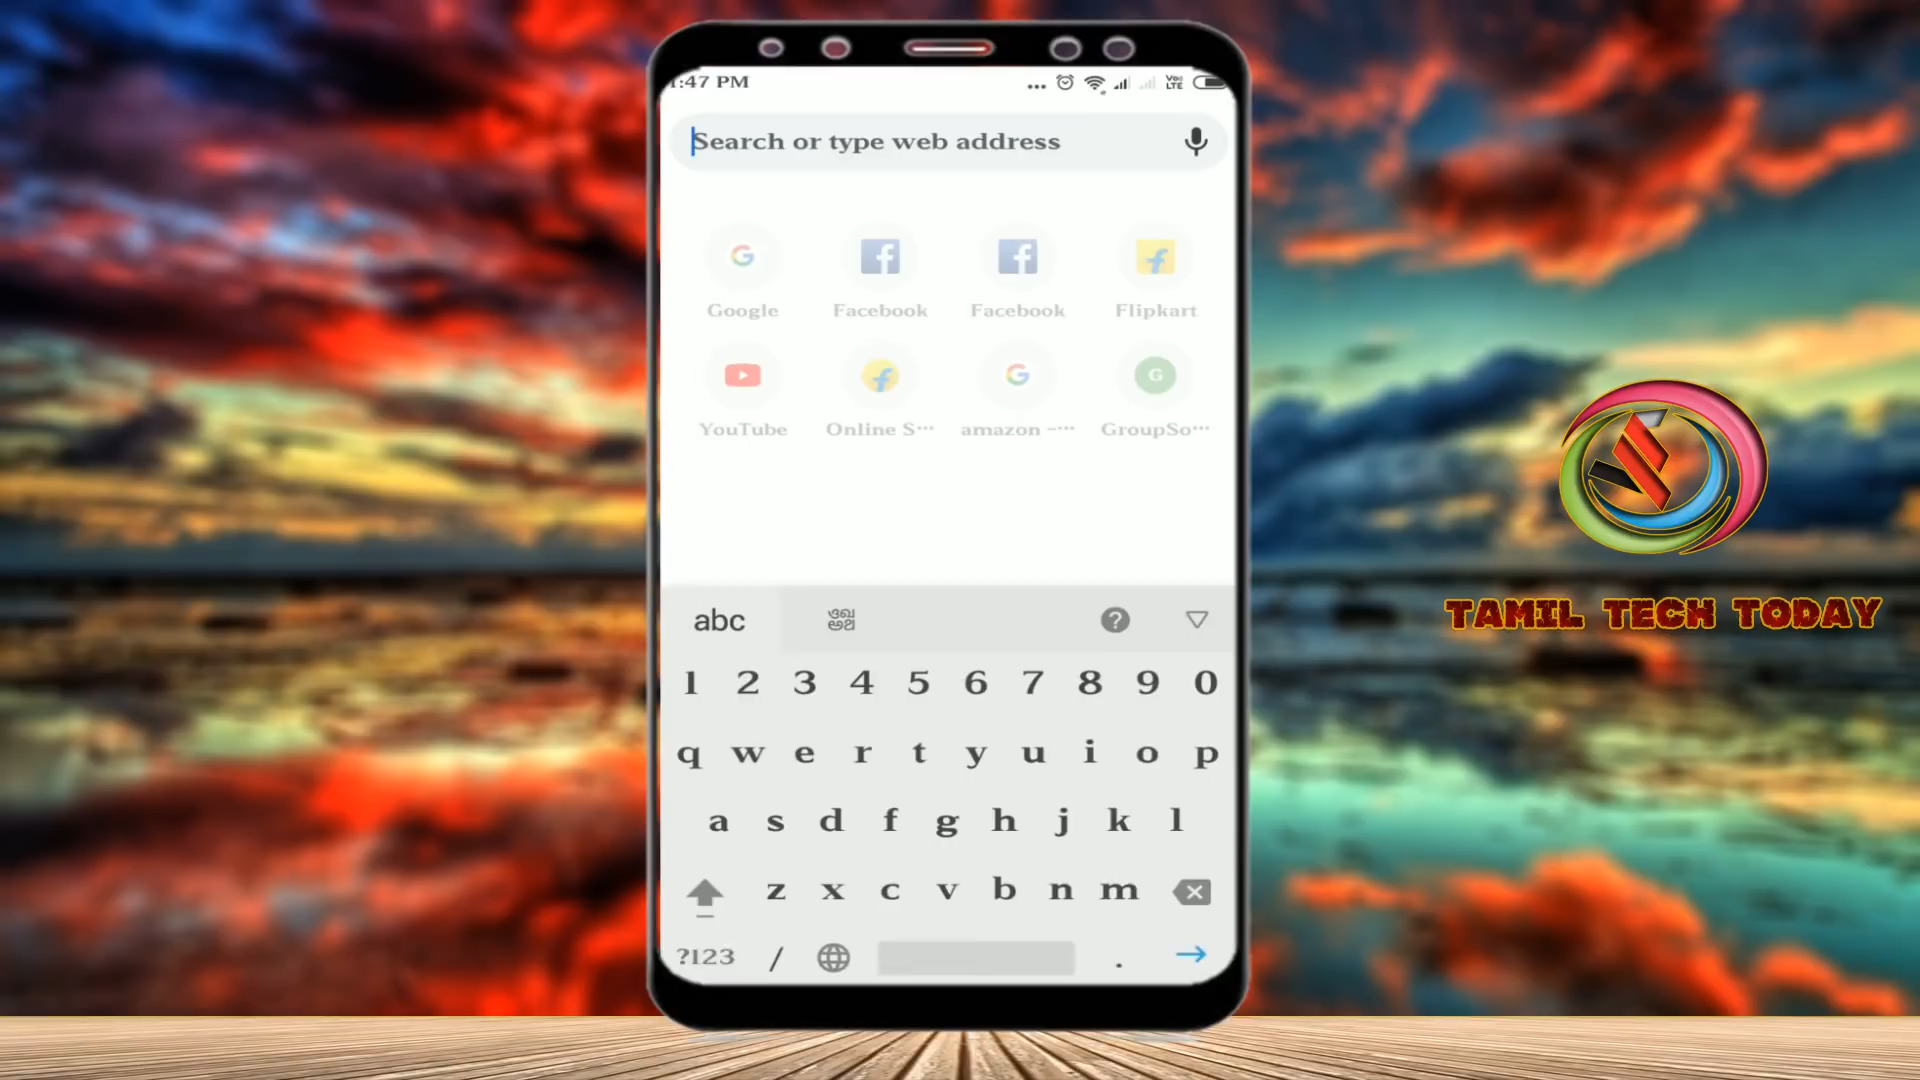 1:47 PM
Search or type web address
Google Facebook Facebook Flipkart
YouTube Online S··· amazon -··· GroupSo···
TAMIL TECH TODAY
abc
1 2 3 4 5 6 7 8 9 0
q w e r t y u i o p
a s d f g h j k l
z x c v b n m
?123 / .